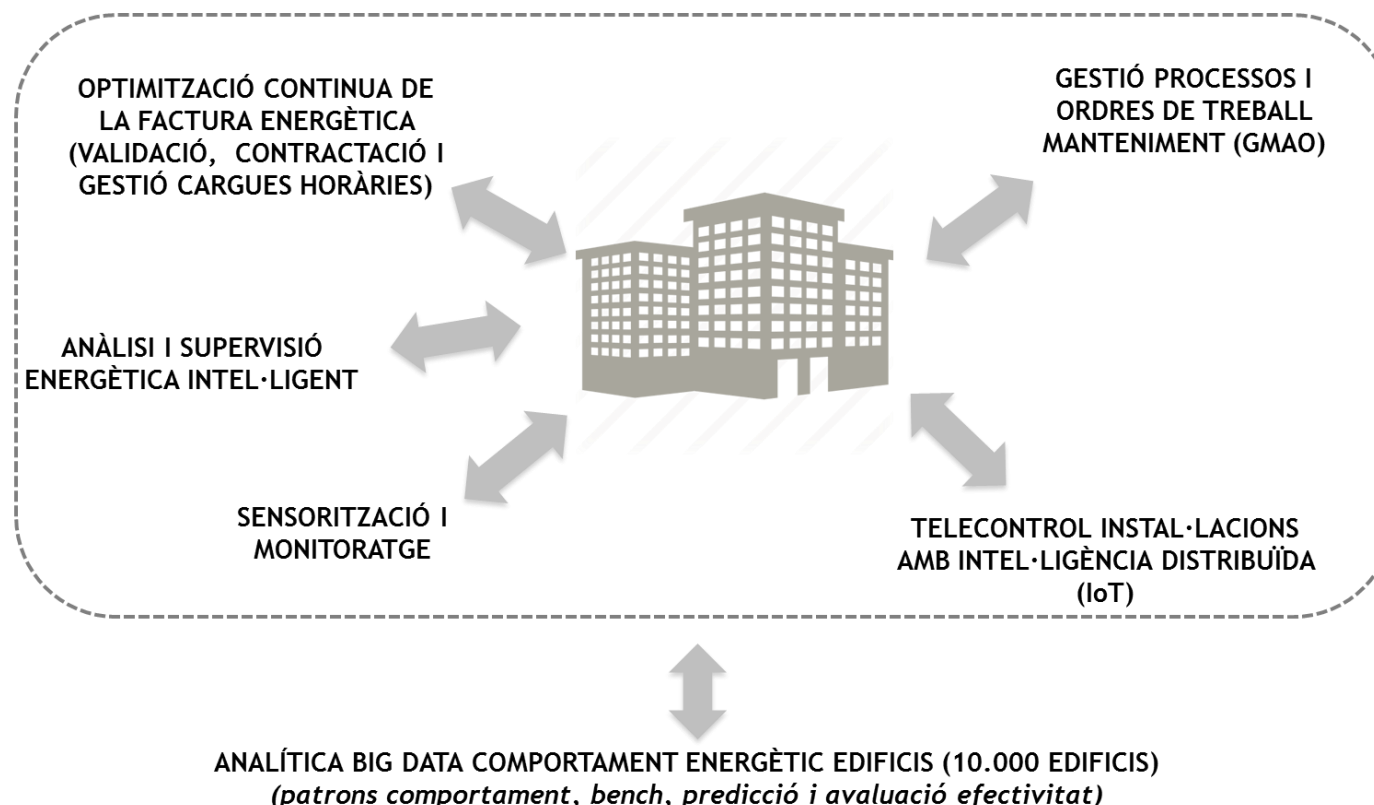 OPTIMITZACIÓ CONTINUA DE
LA FACTURA ENERGÈTICA
(VALIDACIÓ, CONTRACTACIÓ I
GESTIÓ CARGUES HORÀRIES)
GESTIÓ PROCESSOS I
ORDRES DE TREBALL
MANTENIMENT (GMAO)
ANÀLISI I SUPERVISIÓ
ENERGÈTICA INTEL·LIGENT
SENSORITZACIÓ I
MONITORATGE
TELECONTROL INSTAL·LACIONS
AMB INTEL·LIGÈNCIA DISTRIBUÏDA
(IoT)
ANALÍTICA BIG DATA COMPORTAMENT ENERGÈTIC EDIFICIS (10.000 EDIFICIS)
(patrons comportament, bench, predicció i avaluació efectivitat)